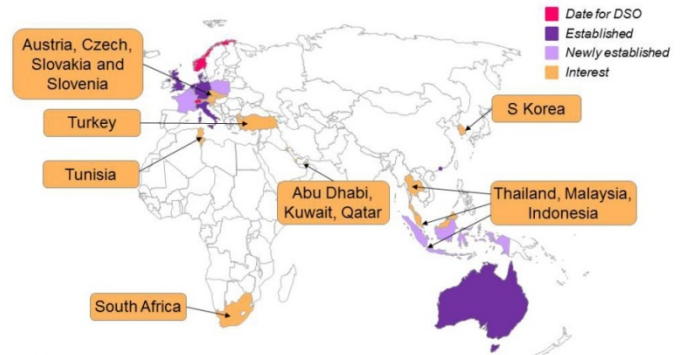 Date for DSO
Established
Newly established
Interest
Austria, Czech,
Slovakia and
Slovenia
S Korea
Turkey
Tunisia
Abu Dhabi,
Kuwait, Qatar
Thailand, Malaysia,
Indonesia
South Africa